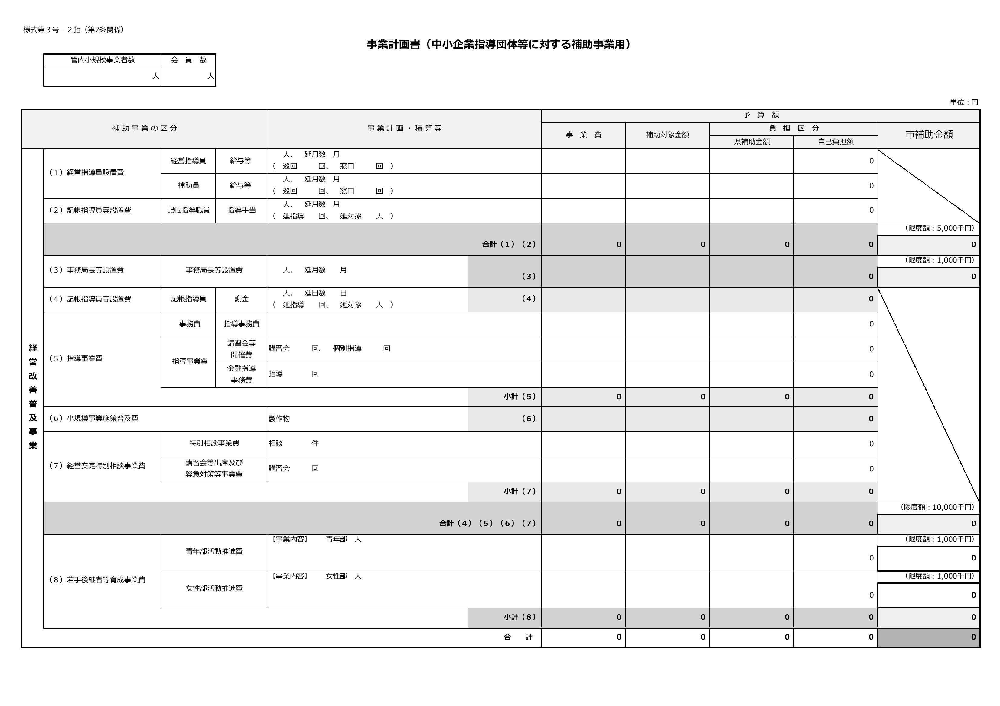 様式第３号－２指（第7条関係）
事業計画書（中小企業指導団体等に対する補助事業用）
管内小規模事業者数　会　員　数
人　人
単位：円
補助事業の区分　事業計画・積算等　予　算　額
事　業　費　補助対象金額　負　担　区　分　市補助金額
県補助金額　自己負担額
経営改善普及事業
（１）経営指導員設置費　経営指導員　給与等　人、　延月数　月
（　巡回　　　回、　窓口　　　回　）　0
補助員　給与等　人、　延月数　月
（　巡回　　　回、　窓口　　　回　）　0
（２）記帳指導員等設置費　記帳指導職員　指導手当　人、　延月数　月
（　延指導　　回、　延対象　　人　）　0
（限度額：5,000千円）
合計（１）（２）　0　0　0　0　0
（限度額：1,000千円）
（３）事務局長等設置費　事務局長等設置費　人、　延月数　　月　（３）　0　0
（４）記帳指導員等設置費　記帳指導員　謝金　人、　延日数　　日
（　延指導　　回、　延対象　　人　）　（４）　0
（５）指導事業費　事務費　指導事務費　0
指導事業費　講習会等
開催費　講習会　　　回、　個別指導　　　回　0
金融指導
事務費　指導　　　　回　0
小計（５）　0　0　0　0
（６）小規模事業施策普及費　製作物　（６）　0
（７）経営安定特別相談事業費　特別相談事業費　相談　　　　件　0
講習会等出席及び
緊急対策等事業費　講習会　　　回　0
小計（７）　0　0　0　0
（限度額：10,000千円）
合計（４）（５）（６）（７）　0　0　0　0　0
（８）若手後継者等育成事業費　青年部活動推進費　【事業内容】　　青年部　人　（限度額：1,000千円）
0　0
女性部活動推進費　【事業内容】　　女性部　人　（限度額：1,000千円）
0　0
小計（８）　0　0　0　0　0
合　　計　0　0　0　0　0